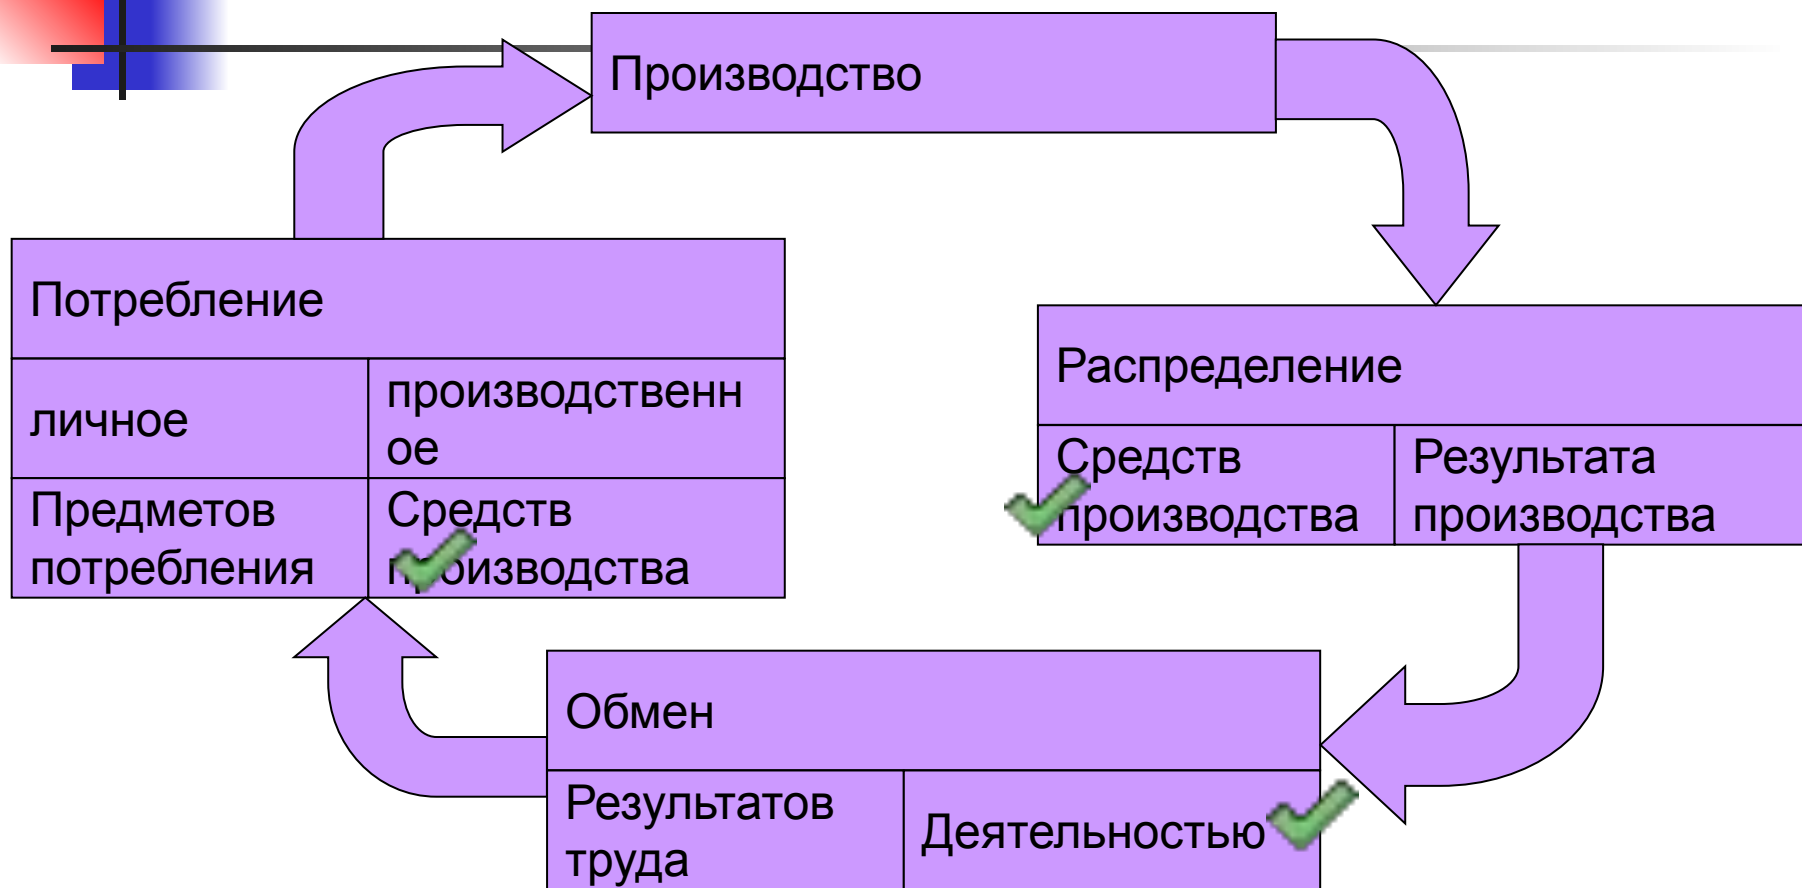 Производство
Потребление
личное
производственн
ое
Предметов
потребления
Средств
производства
Распределение
Средств
производства
Результата
производства
Обмен
Результатов
труда
Деятельностью